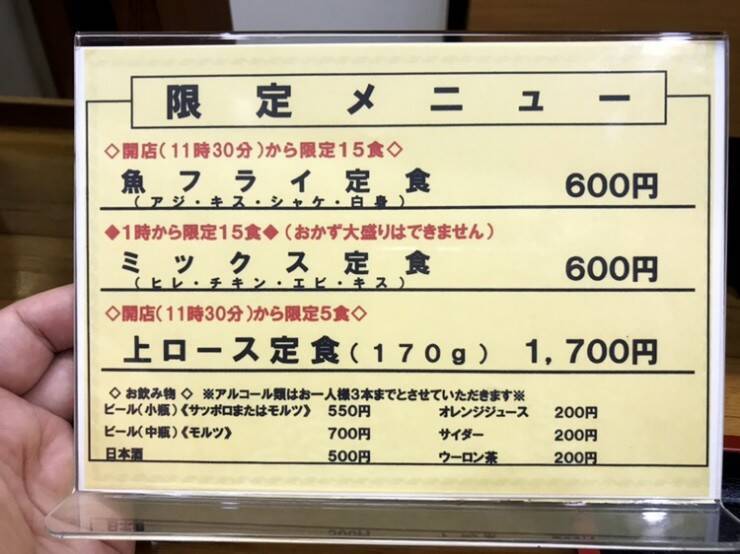 限定メニュー
◇開店(11時30分)から限定15食◇
魚フライ定食 600円
(アジ・キス・シャケ・白身)
◆1時から限定15食◆(おかず大盛りはできません)
ミックス定食 600円
(ヒレ・チキン・エビ・キス)
◇開店(11時30分)から限定5食◇
上ロース定食(170g) 1,700円
◇お飲み物◇ ※アルコール類はお一人様3本までとさせていただきます※
ビール(小瓶)《サッポロまたはモルツ》 550円 オレンジジュース 200円
ビール(中瓶)《モルツ》 700円 サイダー 200円
日本酒 500円 ウーロン茶 200円